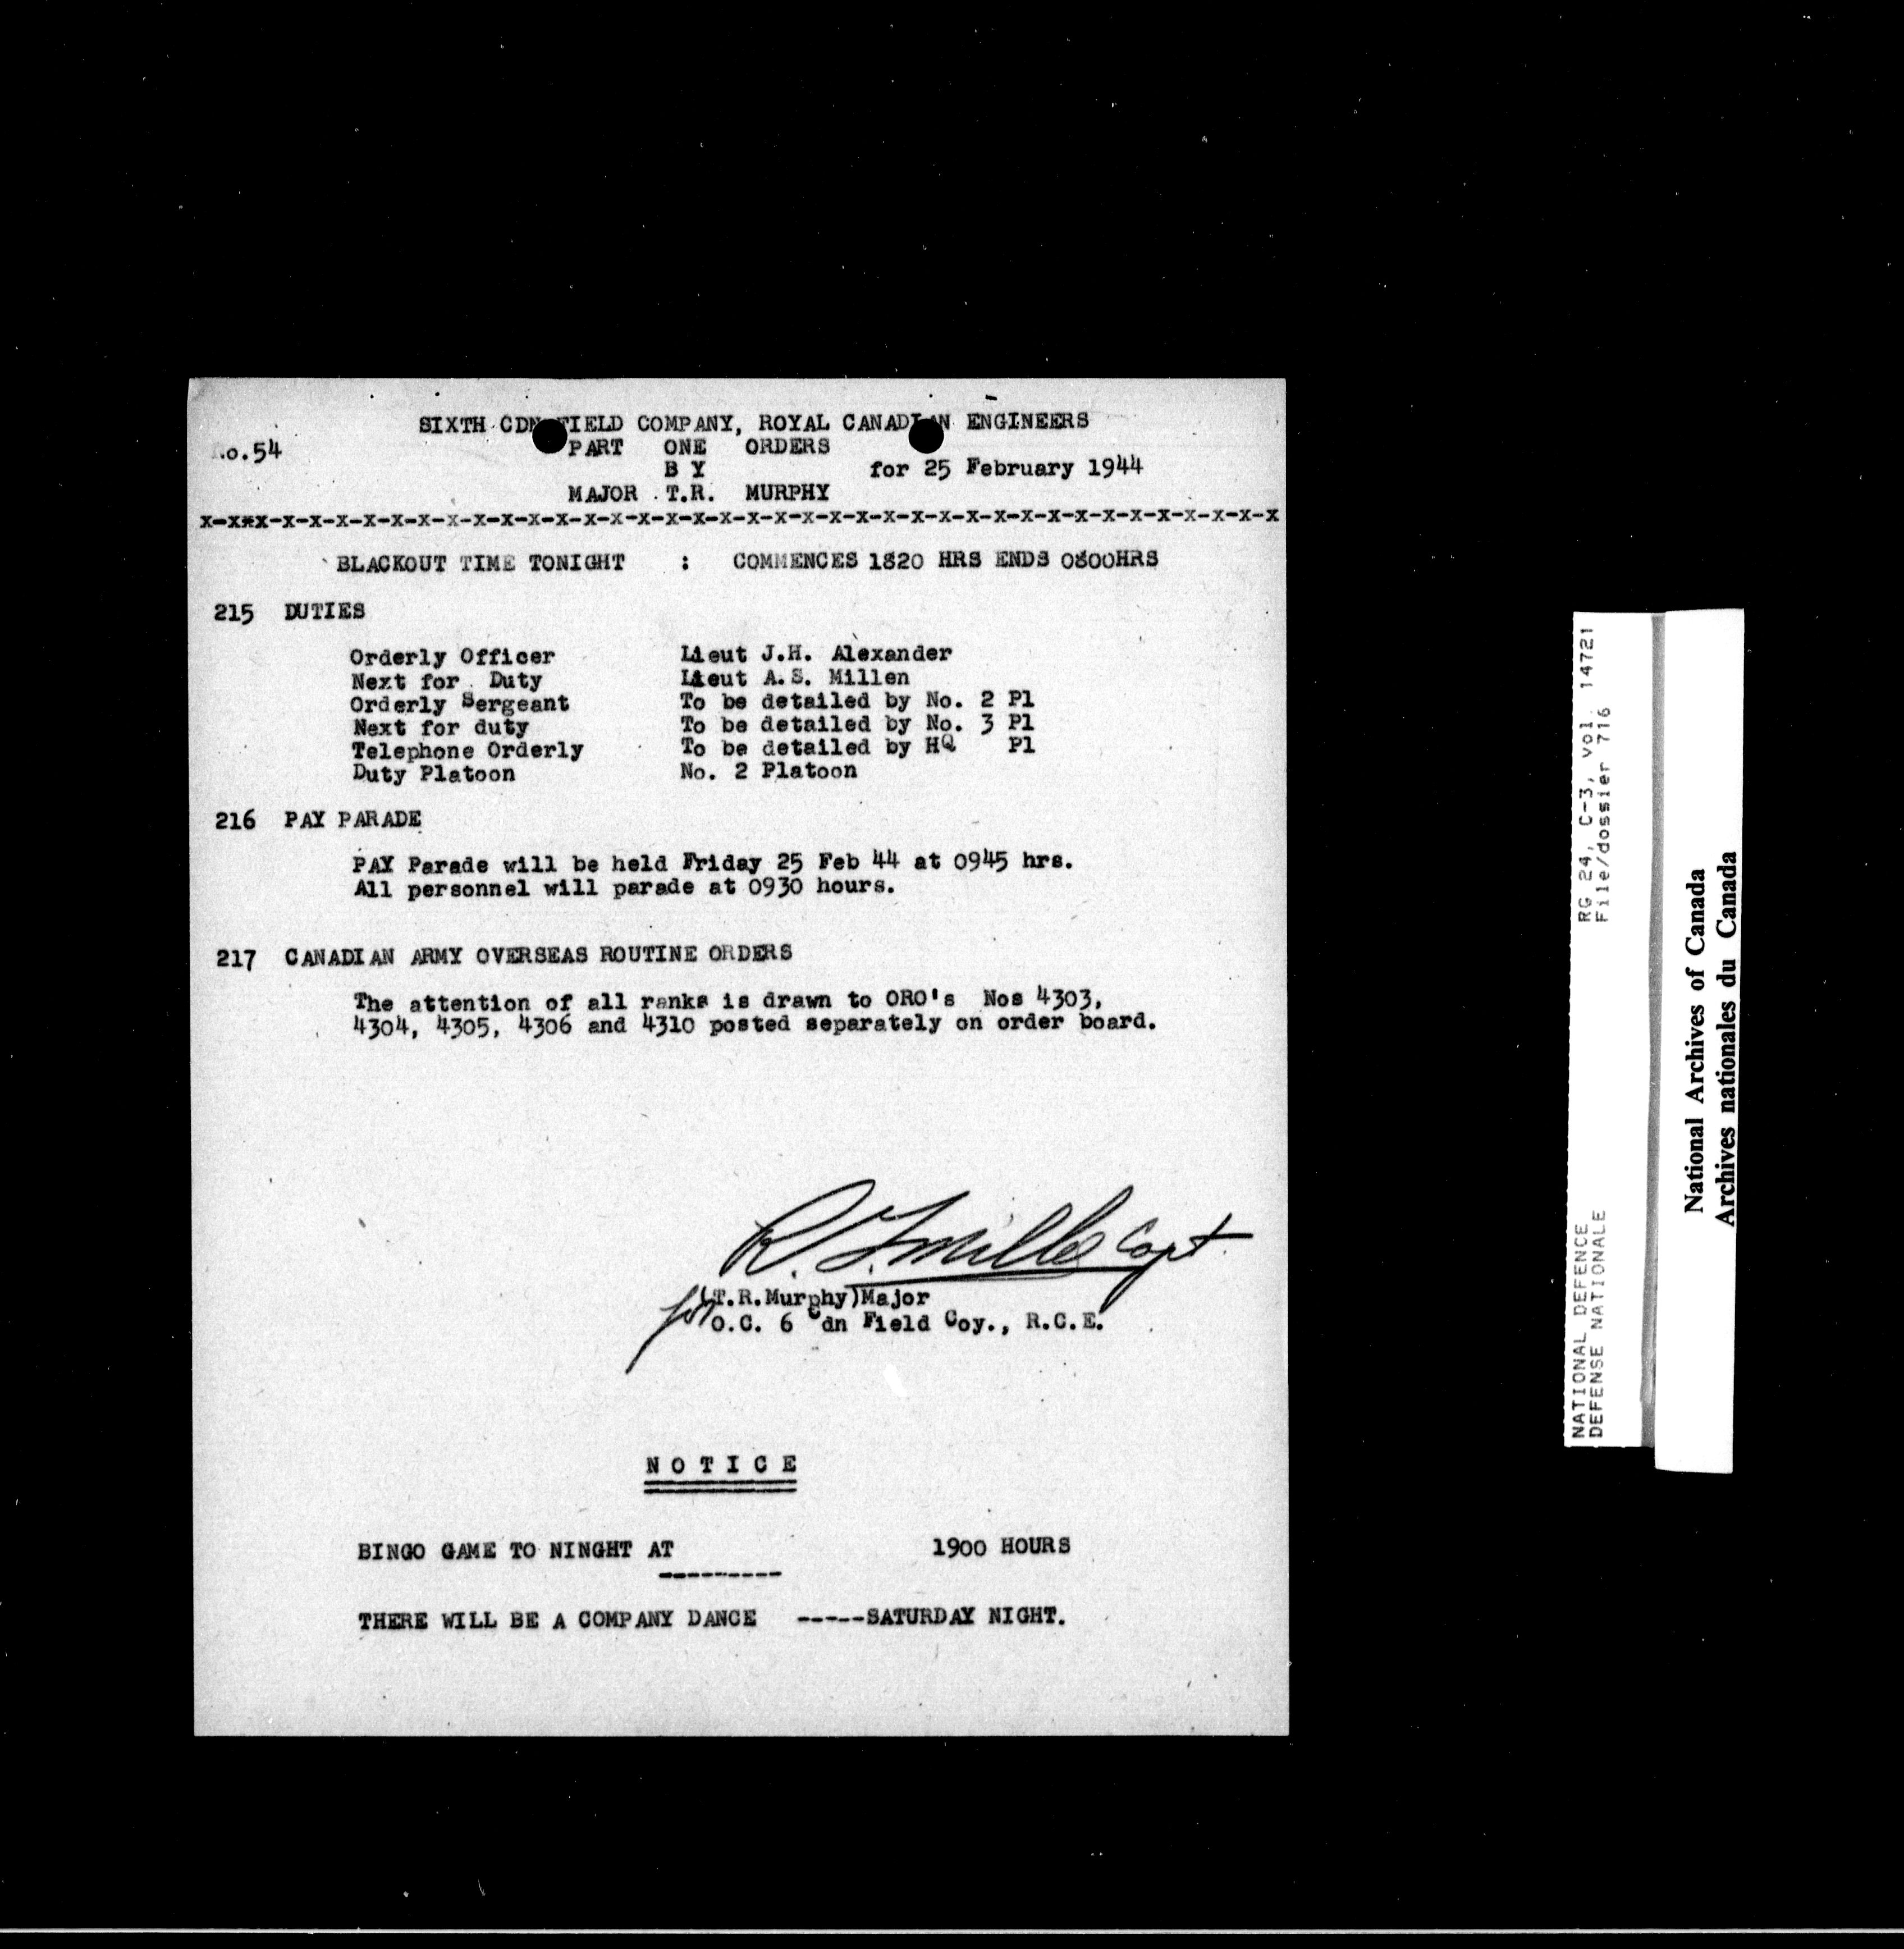 SIXTH CDN FIELD COMPANY, ROYAL CANADIAN ENGINEERS
No.54
PART ONE ORDERS
B Y for 25 February 1944
MAJOR T.R. MURPHY
x-x*x-x-x-x-x-x-x-x-x-x-x-x-x-x-x-x-x-x-x-x-x-x-x-x-x-x-x-x-x-x-x-x-x-x-x-x-x-x
BLACKOUT TIME TONIGHT : COMMENCES 1820 HRS ENDS 0800HRS
215 DUTIES
Orderly Officer Lieut J.H. Alexander
Next for Duty Lieut A.S. Millen
Orderly Sergeant To be detailed by No. 2 Pl
Next for duty To be detailed by No. 3 Pl
Telephone Orderly To be detailed by HQ Pl
Duty Platoon No. 2 Platoon
216 PAY PARADE
PAY Parade will be held Friday 25 Feb 44 at 0945 hrs.
All personnel will parade at 0930 hours.
217 CANADIAN ARMY OVERSEAS ROUTINE ORDERS
The attention of all ranks is drawn to ORO's Nos 4303,
4304, 4305, 4306 and 4310 posted separately on order board.
Capt
(T.R.Murphy)Major
for O.C. 6 Cdn Field Coy., R.C.E.
N O T I C E
BINGO GAME TO NINGHT AT 1900 HOURS
----------
THERE WILL BE A COMPANY DANCE -----SATURDAY NIGHT.
NATIONAL DEFENCE RG 24, C-3, vol. 14721
DEFENSE NATIONALE File/dossier 716
National Archives of Canada
Archives nationales du Canada